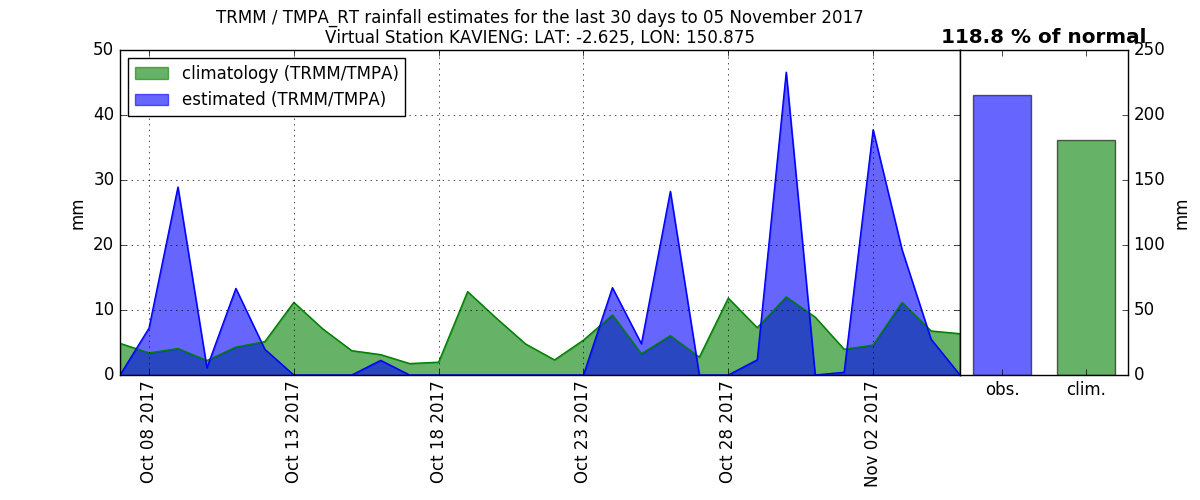 TRMM / TMPA_RT rainfall estimates for the last 30 days to 05 November 2017
Virtual Station KAVIENG: LAT: -2.625, LON: 150.875
118.8 % of normal
climatology (TRMM/TMPA)
estimated (TRMM/TMPA)
50
40
30
20
10
0
mm
Oct 08 2017
Oct 13 2017
Oct 18 2017
Oct 23 2017
Oct 28 2017
Nov 02 2017
obs.
clim.
250
200
150
100
50
0
mm